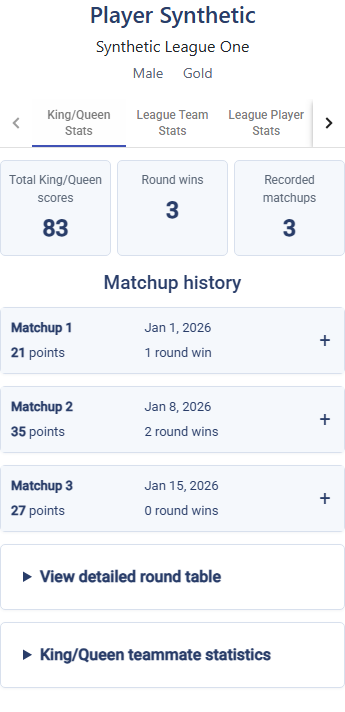 Player Synthetic
Synthetic League One
Male Gold
King/Queen Stats
League Team Stats
League Player Stats
Total King/Queen scores
83
Round wins
3
Recorded matchups
3
Matchup history
Matchup 1 Jan 1, 2026
21 points 1 round win
+
Matchup 2 Jan 8, 2026
35 points 2 round wins
+
Matchup 3 Jan 15, 2026
27 points 0 round wins
+
View detailed round table
King/Queen teammate statistics